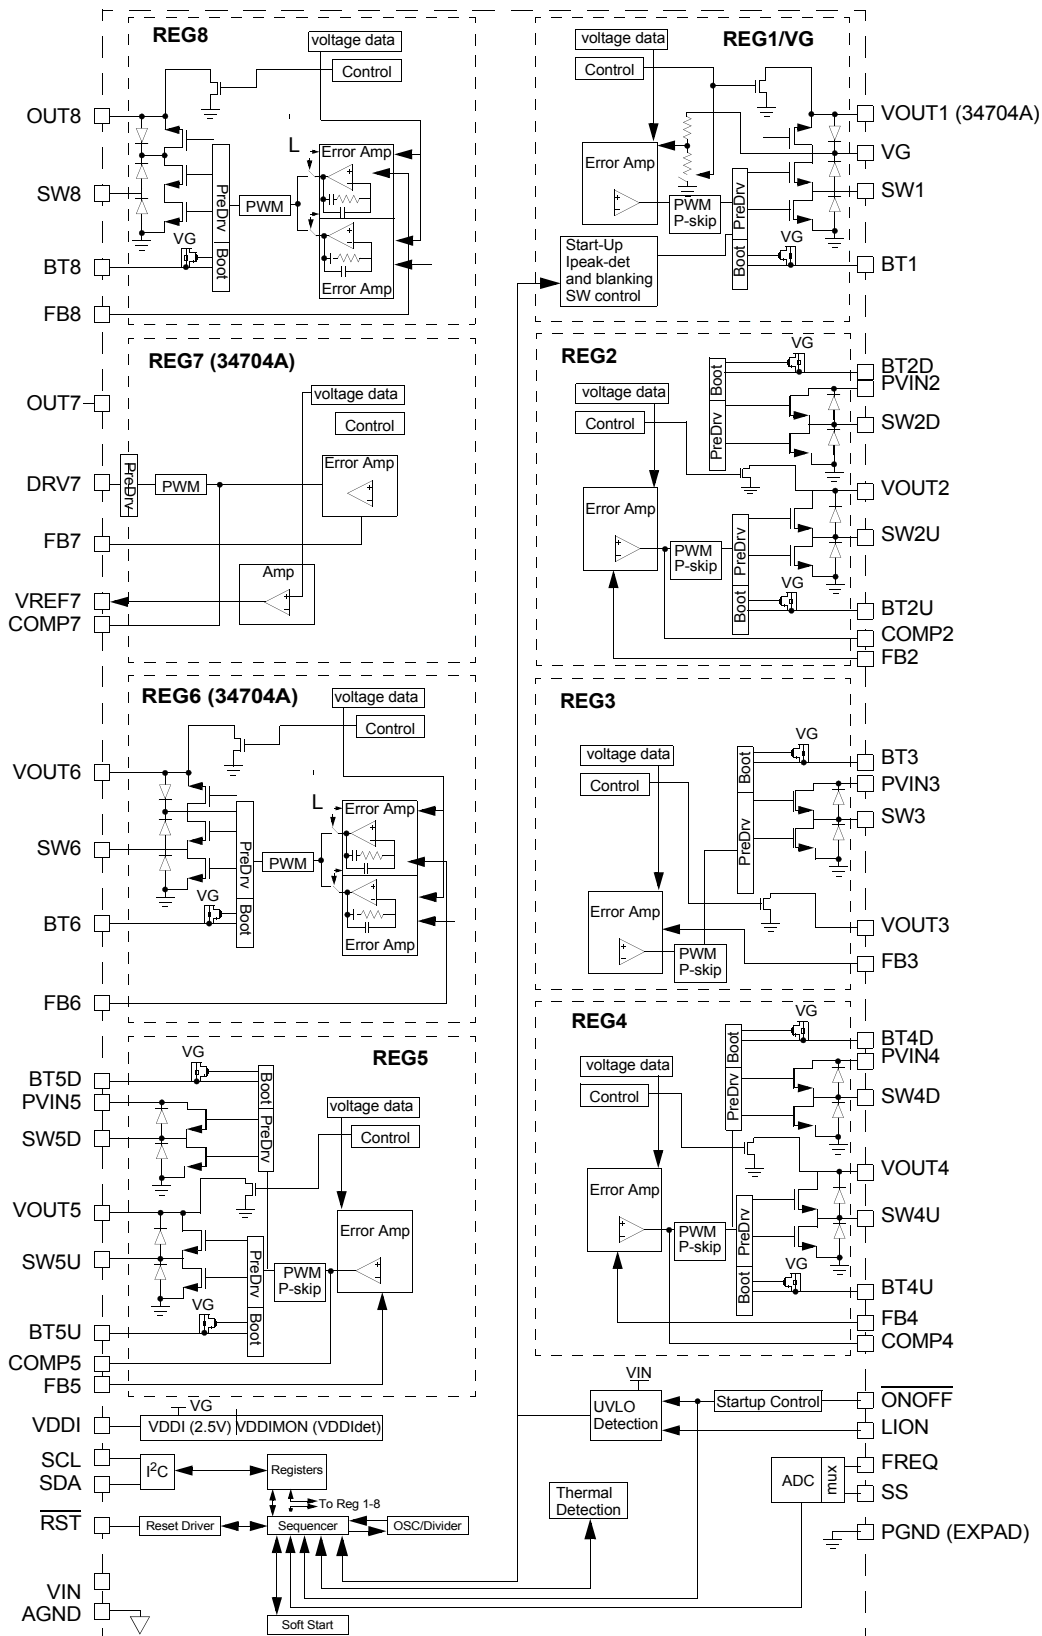 REG8
voltage data
Control
OUT8
SW8
BT8
FB8
L
Error Amp
PreDrv
Boot
PWM
VG
Error Amp
REG7 (34704A)
voltage data
Control
OUT7
DRV7
FB7
VREF7
COMP7
PreDrv
PWM
Error Amp
Amp
REG6 (34704A)
voltage data
Control
VOUT6
SW6
BT6
FB6
L
Error Amp
PreDrv
Boot
PWM
VG
Error Amp
REG5
BT5D
PVIN5
SW5D
VOUT5
SW5U
BT5U
COMP5
FB5
VG
Boot
PreDrv
voltage data
Control
Error Amp
PreDrv
Boot
PWM
P-skip
VG
VDDI
VG
VDDI (2.5V)
VDDIMON (VDDIdet)
SCL
SDA
I2C
Registers
To Reg 1-8
RST
Reset Driver
Sequencer
OSC/Divider
VIN
AGND
Soft Start
REG1/VG
voltage data
Control
VOUT1 (34704A)
VG
SW1
BT1
Error Amp
PWM
P-skip
PreDrv
Boot
VG
Start-Up
Ipeak-det
and blanking
SW control
REG2
VG
BT2D
PVIN2
SW2D
VOUT2
SW2U
BT2U
COMP2
FB2
voltage data
Control
Boot
PreDrv
Error Amp
PWM
P-skip
PreDrv
Boot
VG
REG3
VG
BT3
PVIN3
SW3
VOUT3
FB3
voltage data
Control
Boot
PreDrv
Error Amp
PWM
P-skip
REG4
VG
BT4D
PVIN4
SW4D
VOUT4
SW4U
BT4U
FB4
COMP4
voltage data
Control
Boot
PreDrv
Error Amp
PWM
P-skip
PreDrv
Boot
VG
VIN
UVLO
Detection
Startup Control
ONOFF
LION
FREQ
SS
ADC
mux
Thermal
Detection
PGND (EXPAD)